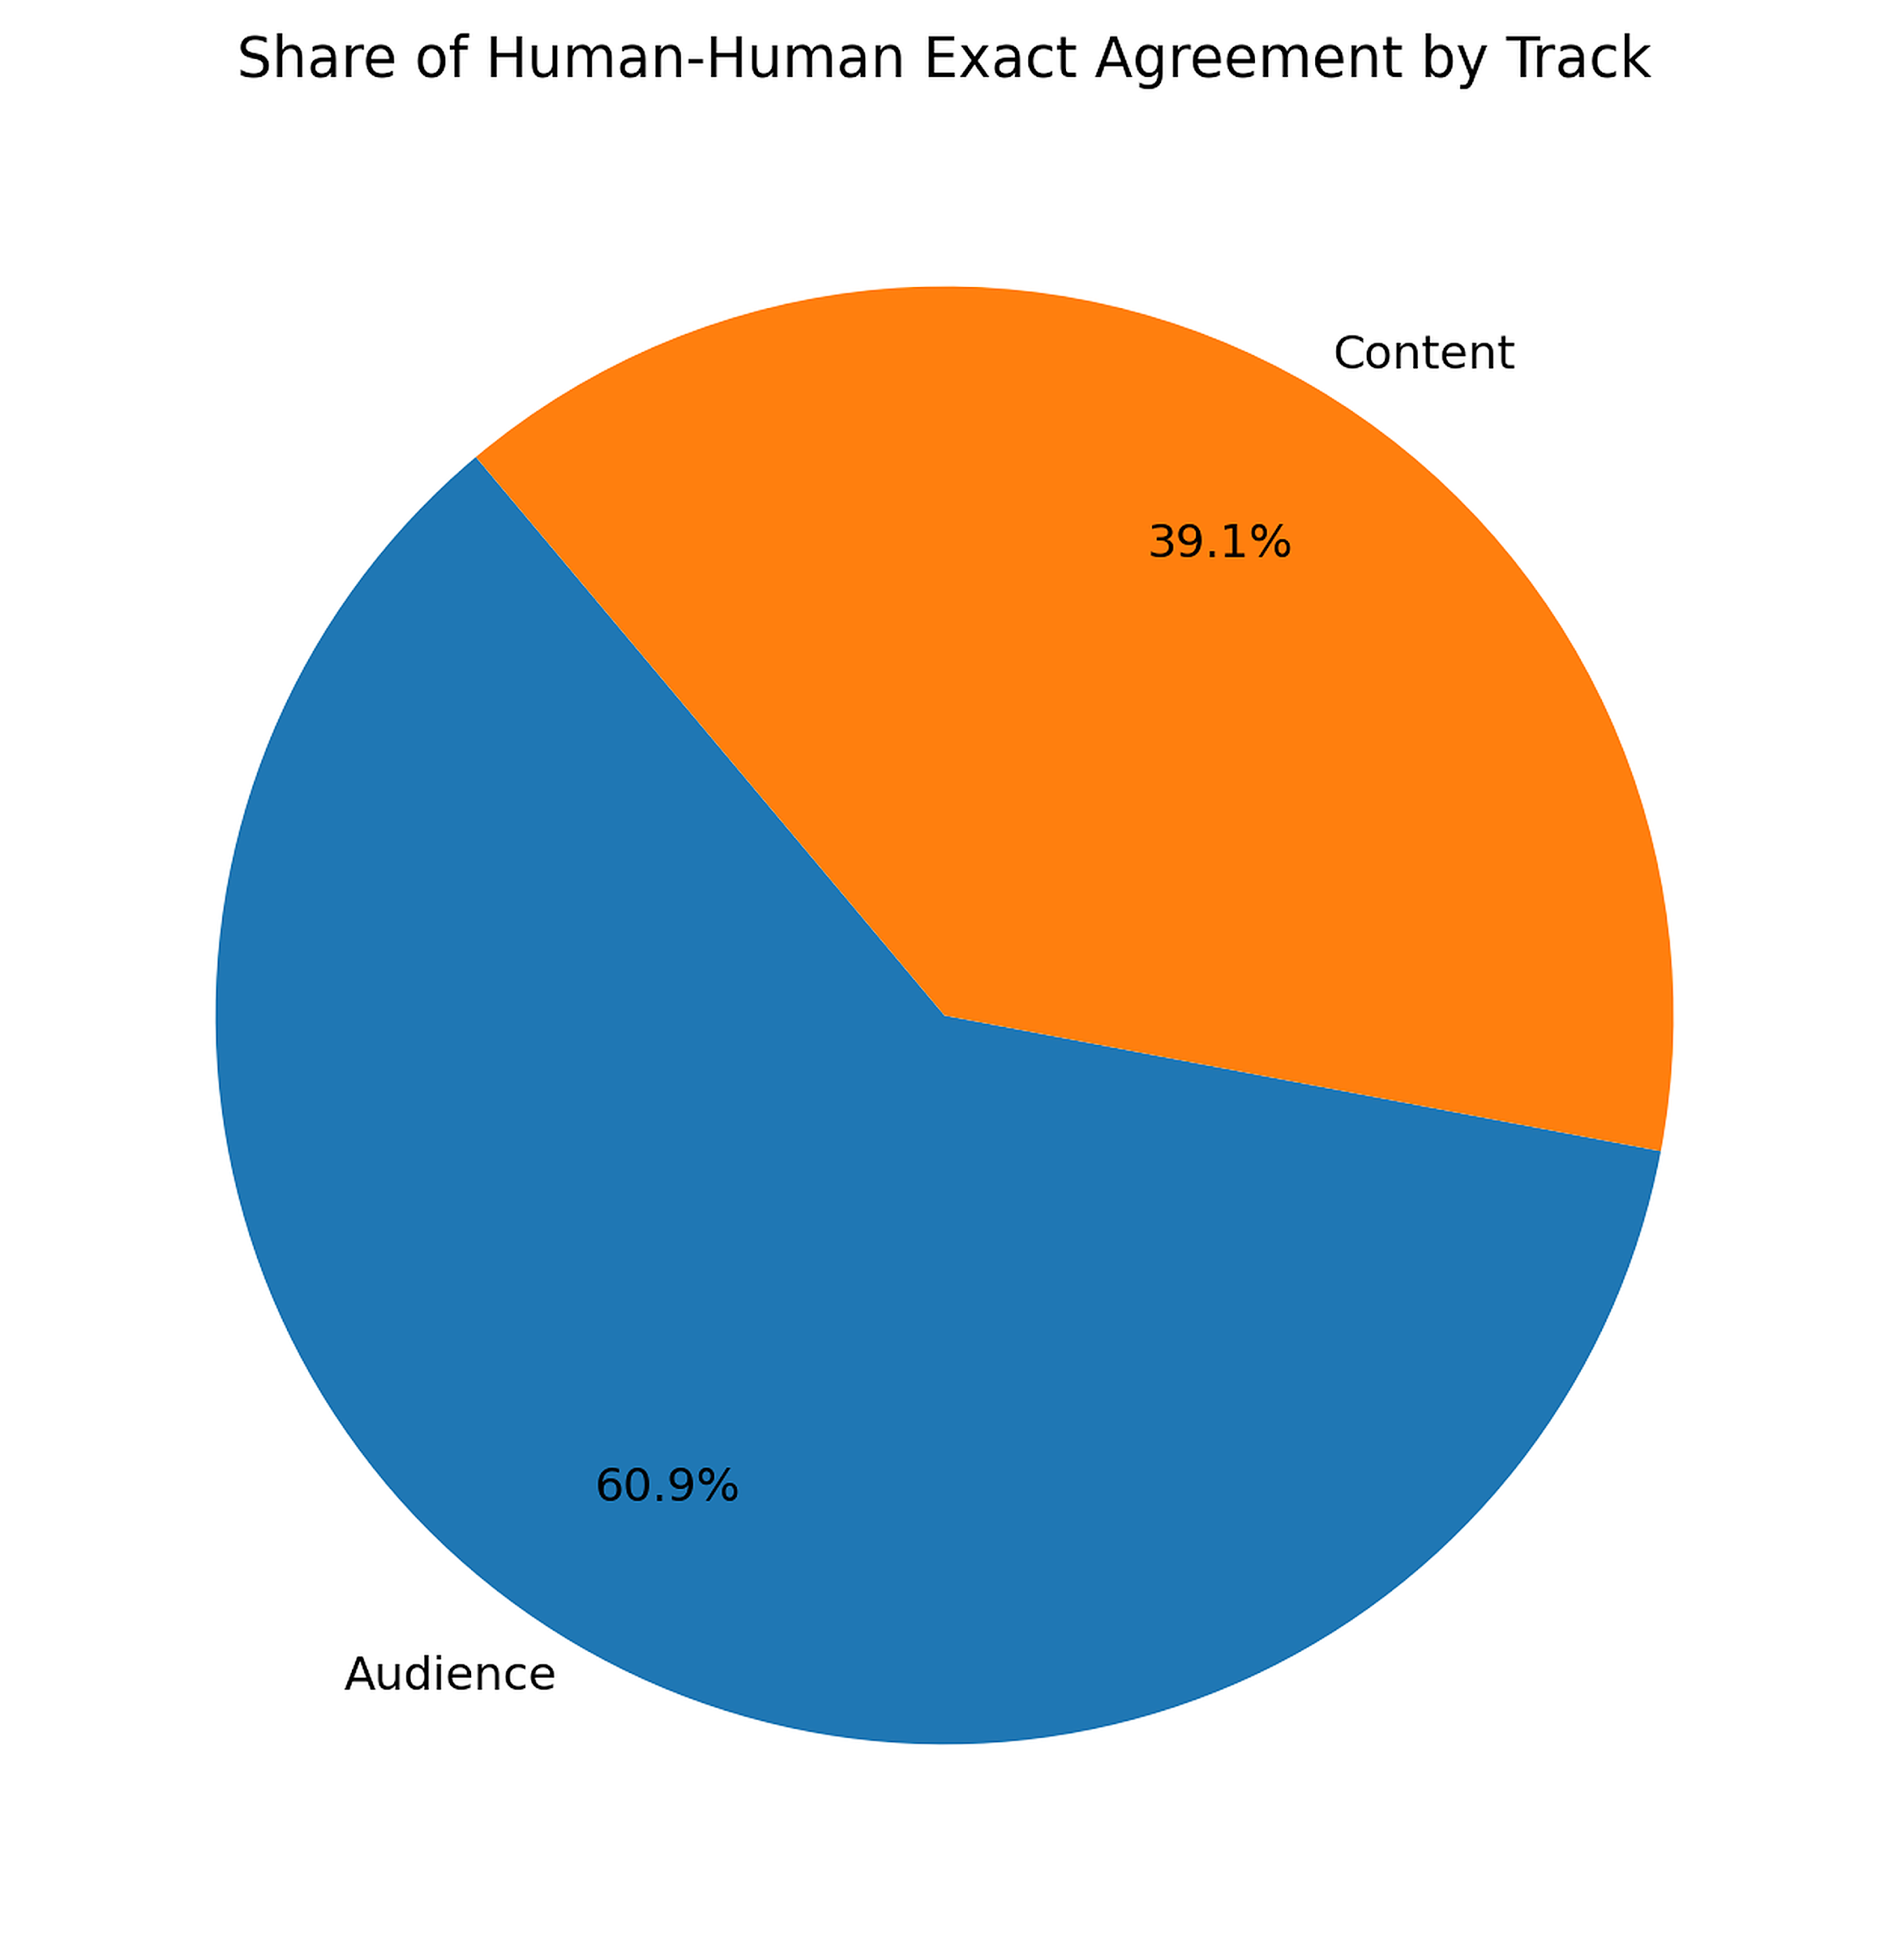 Share of Human-Human Exact Agreement by Track
Content
39.1%
60.9%
Audience